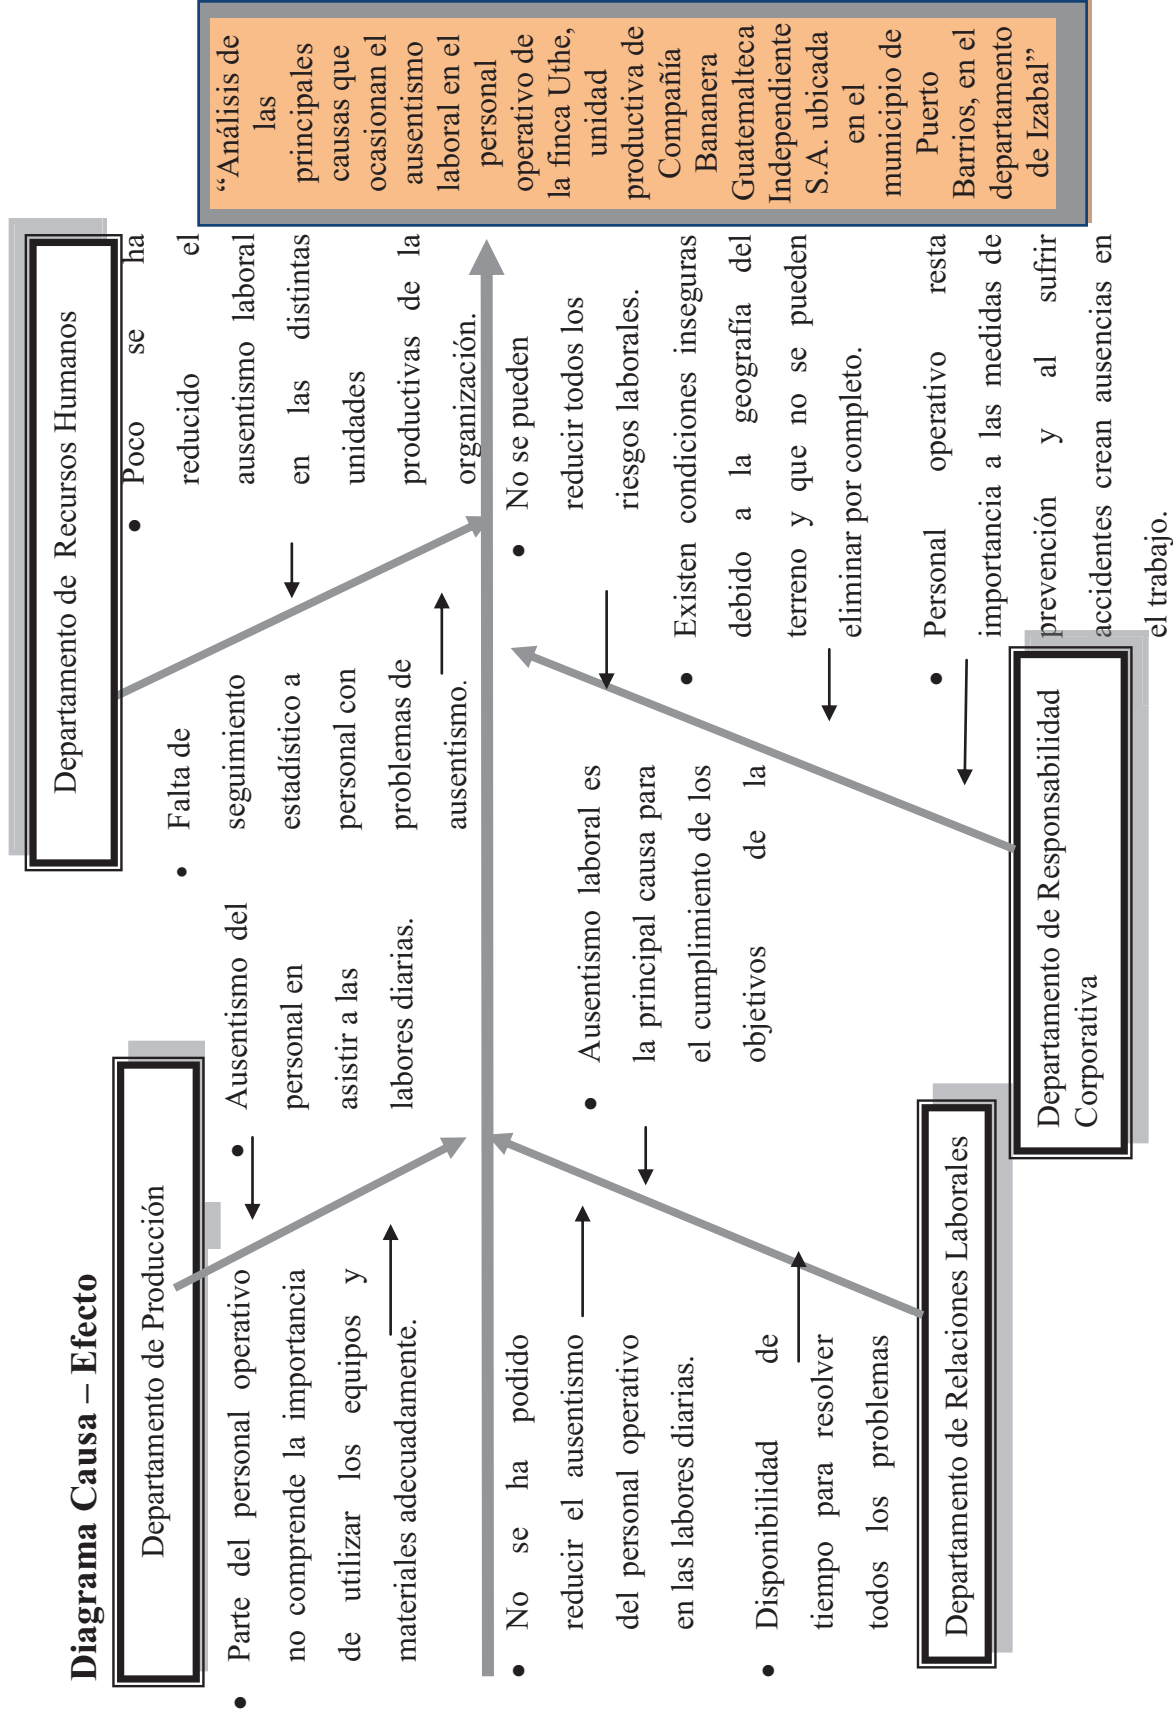 Diagrama Causa – Efecto
Departamento de Producción
• Parte del personal operativo
no comprende la importancia
de utilizar los equipos y
materiales adecuadamente.
• Ausentismo del
personal en
asistir a las
labores diarias.
Departamento de Recursos Humanos
• Falta de
seguimiento
estadístico a
personal con
problemas de
ausentismo.
• Poco se ha
reducido el
ausentismo laboral
en las distintas
unidades
productivas de la
organización.
• No se ha podido
reducir el ausentismo
del personal operativo
en las labores diarias.
• Disponibilidad de
tiempo para resolver
todos los problemas
• Ausentismo laboral es
la principal causa para
el cumplimiento de los
objetivos de la
Departamento de Relaciones Laborales
• No se pueden
reducir todos los
riesgos laborales.
• Existen condiciones inseguras
debido a la geografía del
terreno y que no se pueden
eliminar por completo.
• Personal operativo resta
importancia a las medidas de
prevención y al sufrir
accidentes crean ausencias en
el trabajo.
Departamento de Responsabilidad
Corporativa
“Análisis de
las
principales
causas que
ocasionan el
ausentismo
laboral en el
personal
operativo de
la finca Uthe,
unidad
productiva de
Compañía
Bananera
Guatemalteca
Independiente
S.A. ubicada
en el
municipio de
Puerto
Barrios, en el
departamento
de Izabal”